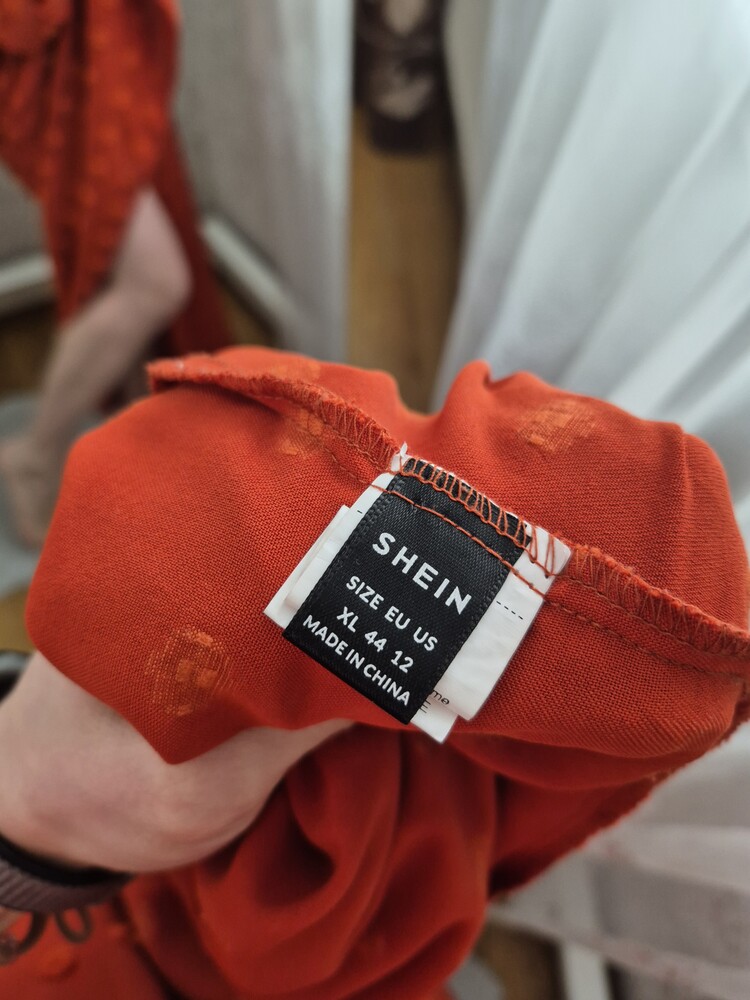 SHEIN
SIZE EU US
XL 44 12
MADE IN CHINA